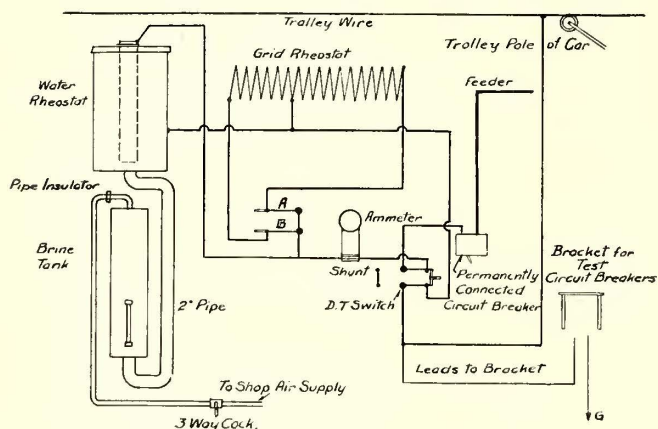 Trolley Wire
Grid Rheostat
Trolley Pole of Car
Water
Rheostat
Feeder
Pipe Insulator
A
B
Ammeter
Brine
Tank
Shunt
Permanently
Connected
Circuit Breaker
Bracket for
Test
Circuit Breakers
2" Pipe
D.T Switch
Leads to Bracket
To Shop Air Supply
G
3 Way Cock.